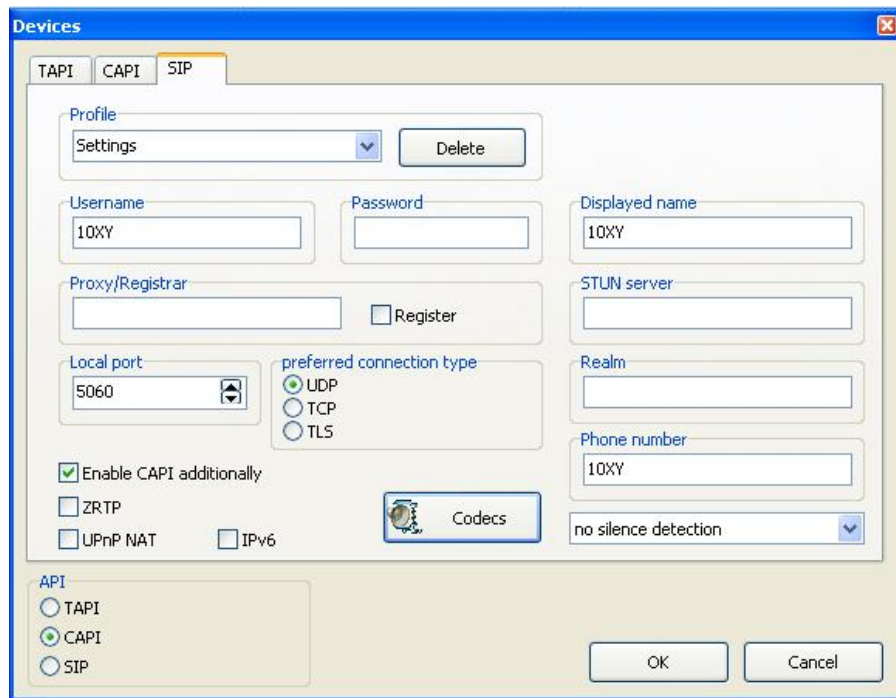 Devices
TAPI CAPI SIP
Profile
Settings Delete
Username Password Displayed name
10XY 10XY
Proxy/Registrar STUN server
Register
Local port preferred connection type Realm
5060 UDP
TCP
TLS
Phone number
Enable CAPI additionally 10XY
ZRTP
Codecs
UPnP NAT IPv6 no silence detection
API
TAPI
CAPI
SIP
OK Cancel